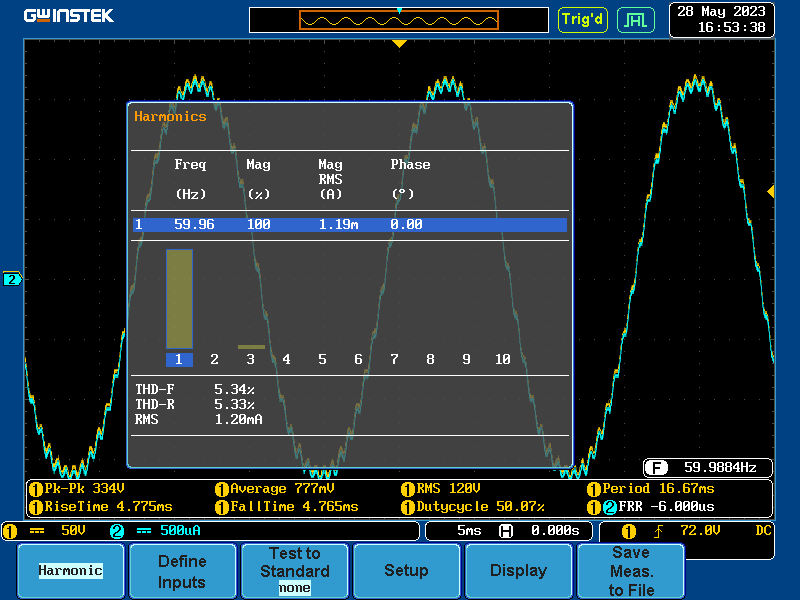 GWINSTEK
Trig'd
28 May 2023
16:53:38
Harmonics
Freq Mag Mag Phase
RMS
(Hz) (%) (A) (°)
1 59.96 100 1.19m 0.00
1 2 3 4 5 6 7 8 9 10
THD-F 5.34%
THD-R 5.33%
RMS 1.20mA
2
F 59.9884Hz
1 Pk-Pk 334V 1 Average 777mV 1 RMS 120V 1 Period 16.67ms
1 RiseTime 4.775ms 1 FallTime 4.765ms 1 Dutycycle 50.07% 1 2 FRR -6.000us
1 50V 2 500uA 5ms H 0.000s 1 72.0V DC
Harmonic
Define
Inputs
Test to
Standard
none
Setup
Display
Save
Meas.
to File